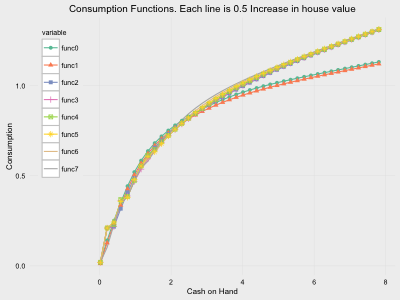 Consumption Functions. Each line is 0.5 Increase in house value
variable
func0
func1
func2
func3
func4
func5
func6
func7
1.0
0.5
0.0
Consumption
0
2
4
6
8
Cash on Hand